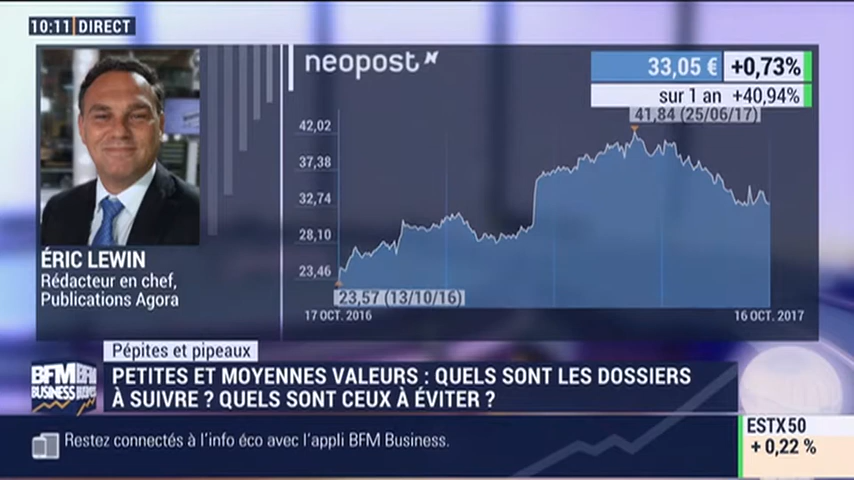 10:11 DIRECT
neopost
33,05 € +0,73%
sur 1 an +40,94%
41,84 (25/06/17)
42,02
37,38
32,74
28,10
23,46
23,57 (13/10/16)
17 OCT. 2016
16 OCT. 2017
ÉRIC LEWIN
Rédacteur en chef,
Publications Agora
Pépites et pipeaux
BFM
BUSINESS
PETITES ET MOYENNES VALEURS : QUELS SONT LES DOSSIERS
À SUIVRE ? QUELS SONT CEUX À ÉVITER ?
Restez connectés à l'info éco avec l'appli BFM Business.
ESTX50
+ 0,22 %